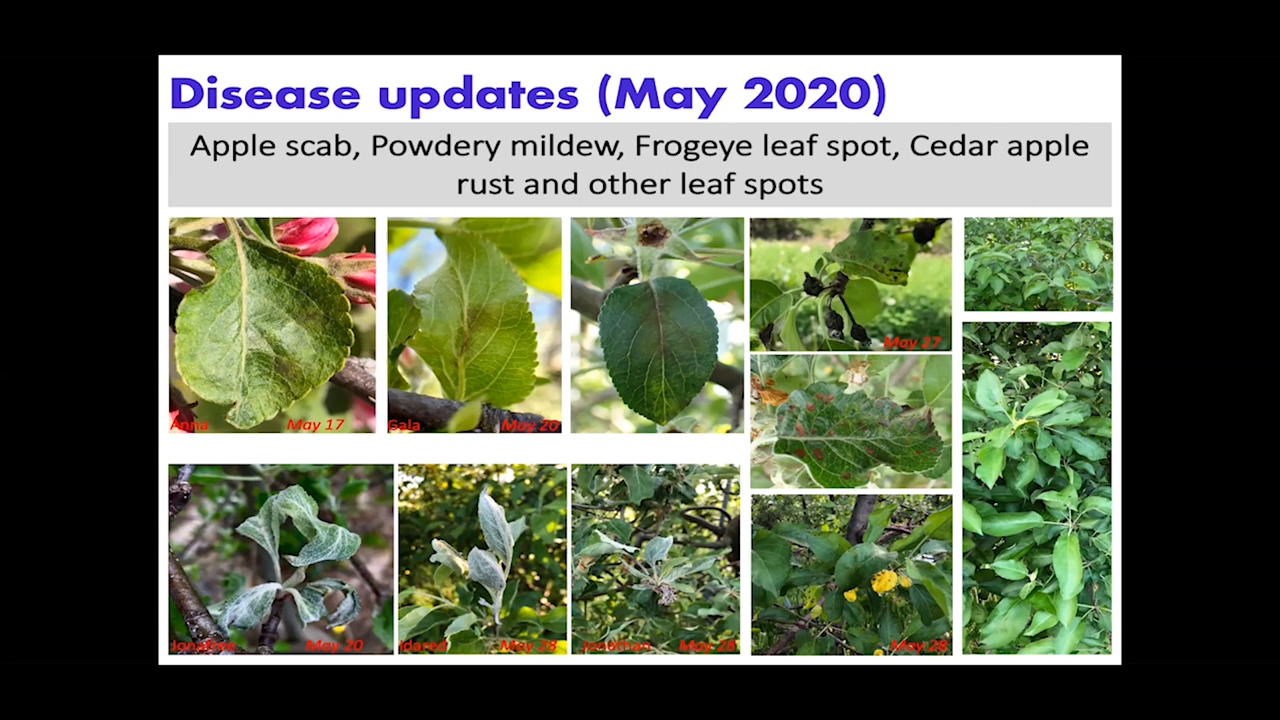 Disease updates (May 2020)
Apple scab, Powdery mildew, Frogeye leaf spot, Cedar apple
rust and other leaf spots
Anna May 17
Gala May 20
May 27
May 20
Idared May 28
Jonathan May 28
May 28